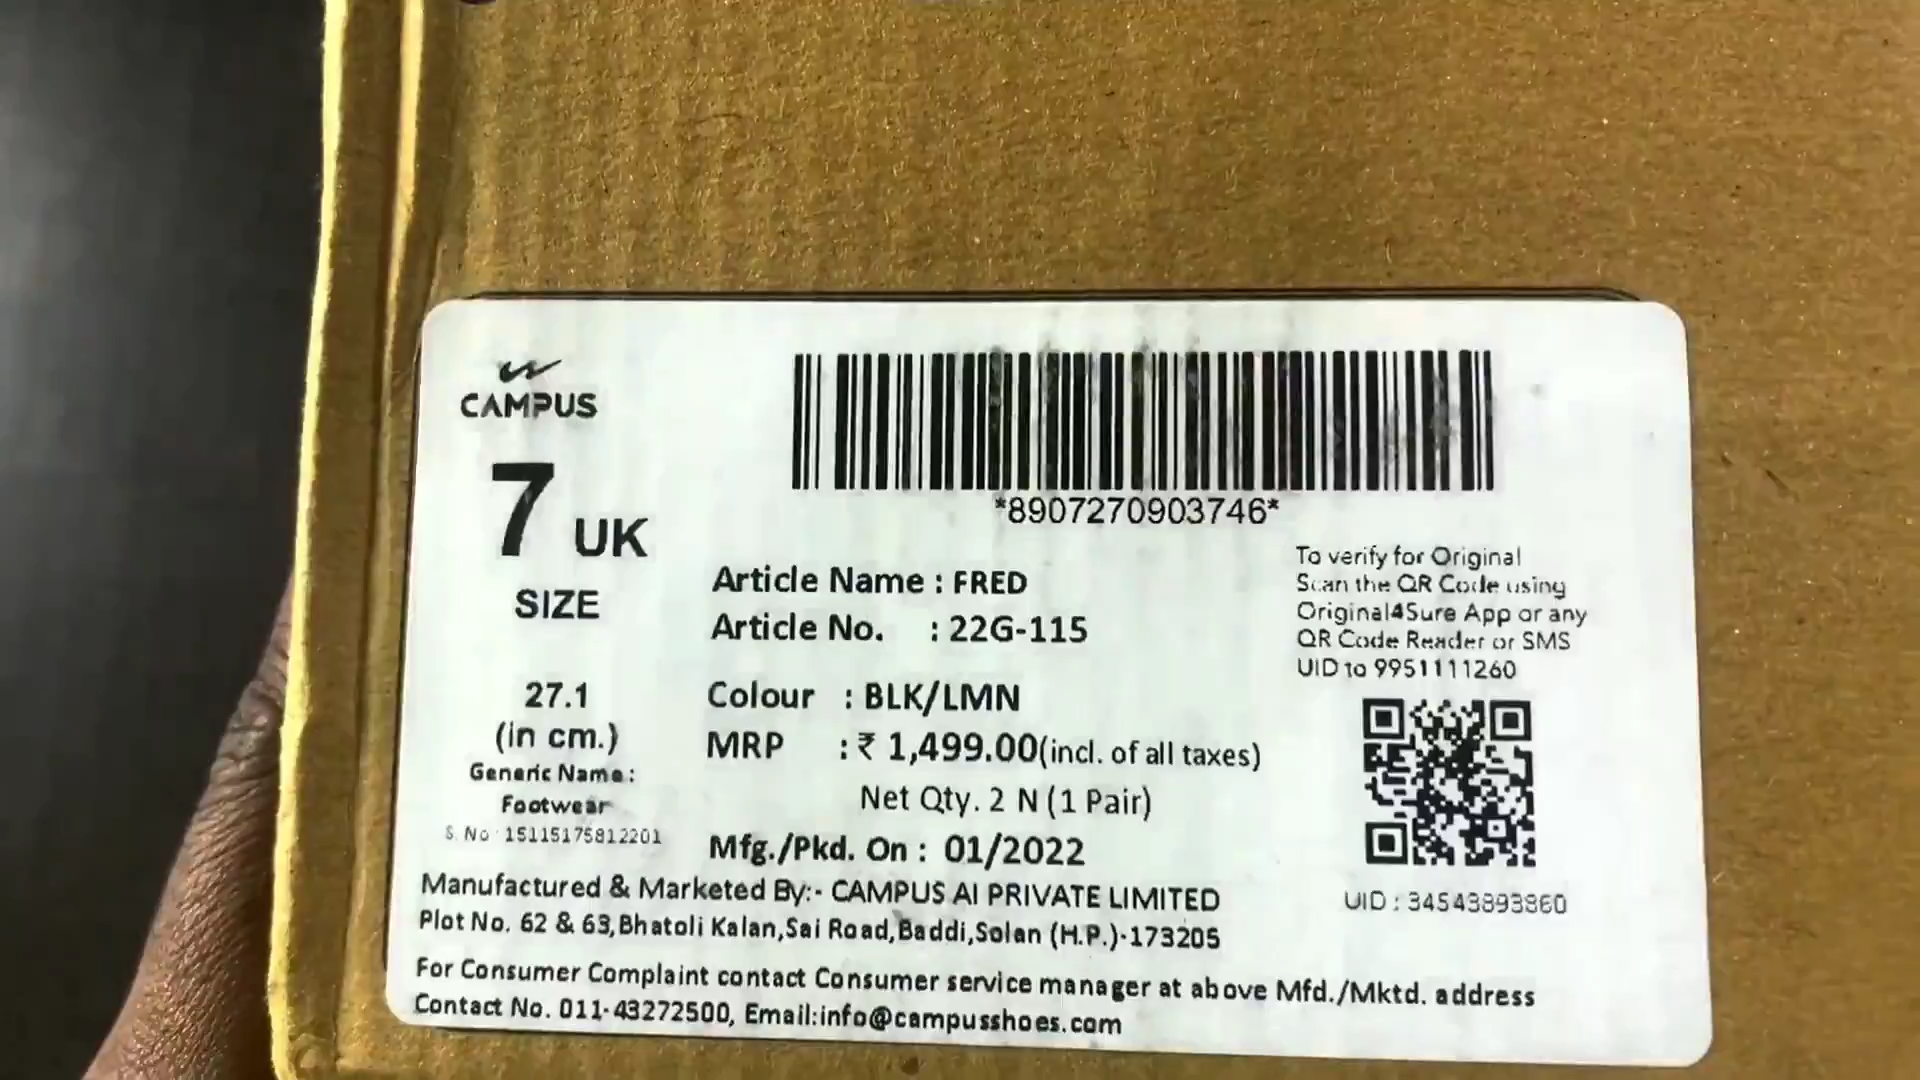 CAMPUS
7 UK
SIZE
27.1
(in cm.)
Generic Name:
Footwear
S. No : 15115175812201
*8907270903746*
Article Name : FRED
Article No. : 22G-115
Colour : BLK/LMN
MRP : ₹ 1,499.00(incl. of all taxes)
Net Qty. 2 N (1 Pair)
Mfg./Pkd. On : 01/2022
To verify for Original
Scan the QR Code using
Original4Sure App or any
QR Code Reader or SMS
UID to 9951111260
UID : 34543893860
Manufactured & Marketed By:- CAMPUS AI PRIVATE LIMITED
Plot No. 62 & 63,Bhatoli Kalan,Sai Road,Baddi,Solan (H.P.)-173205
For Consumer Complaint contact Consumer service manager at above Mfd./Mktd. address
Contact No. 011-43272500, Email:info@campusshoes.com